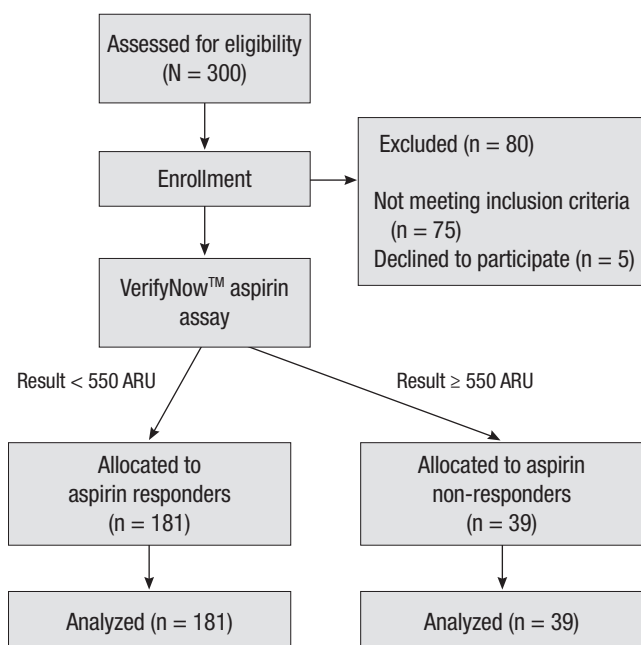 Assessed for eligibility
(N = 300)
Enrollment
Excluded (n = 80)
Not meeting inclusion criteria
(n = 75)
Declined to participate (n = 5)
VerifyNow™ aspirin
assay
Result < 550 ARU
Result ≥ 550 ARU
Allocated to
aspirin responders
(n = 181)
Allocated to aspirin
non-responders
(n = 39)
Analyzed (n = 181)
Analyzed (n = 39)